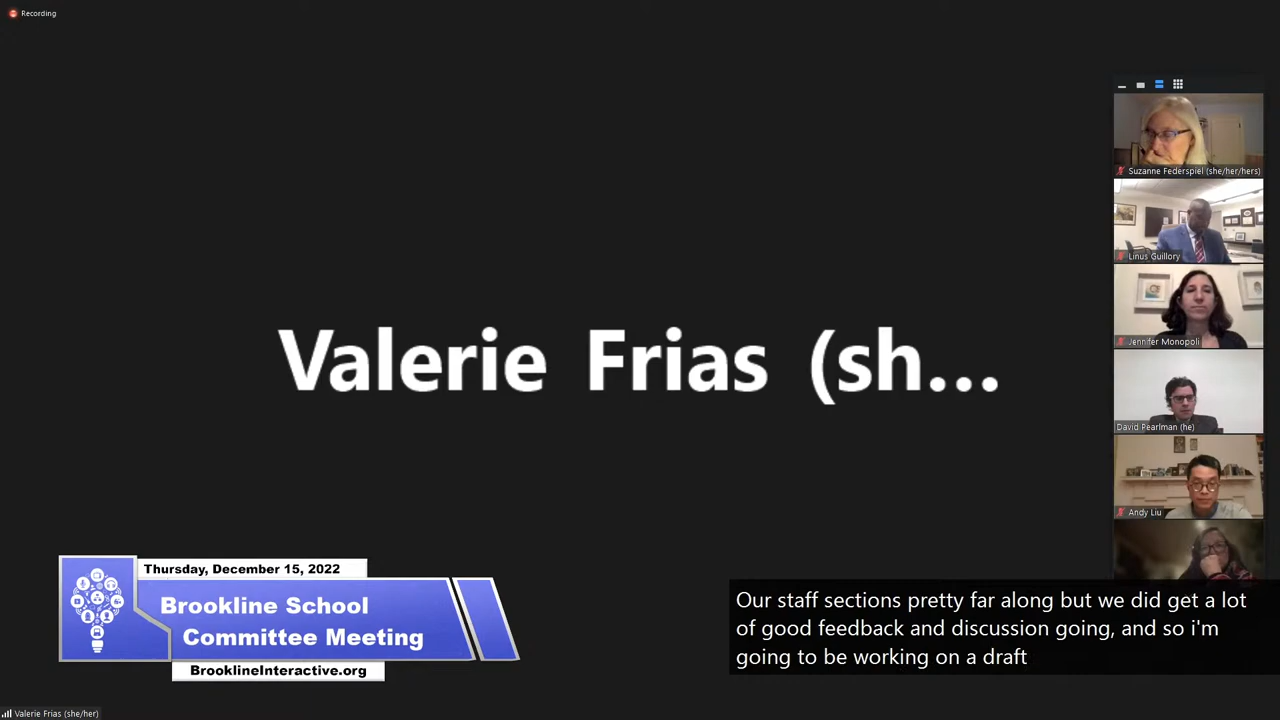 Recording
Suzanne Federspiel (she/her/hers)
Linus Guillory
Jennifer Monopoli
David Pearlman (he)
Andy Liu
Valerie Frias (sh...
Thursday, December 15, 2022
Brookline School
Committee Meeting
BrooklineInteractive.org
Our staff sections pretty far along but we did get a lot
of good feedback and discussion going, and so i'm
going to be working on a draft
Valerie Frias (she/her)